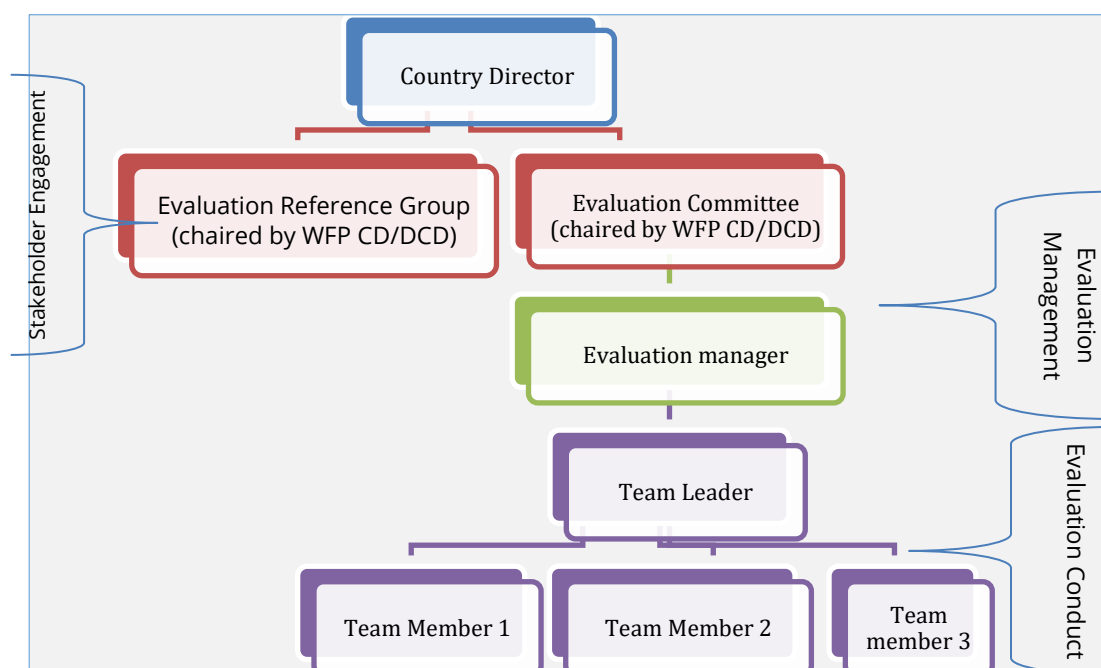 Country Director
Stakeholder Engagement
Evaluation Reference Group
(chaired by WFP CD/DCD)
Evaluation Committee
(chaired by WFP CD/DCD)
Evaluation
Management
Evaluation manager
Team Leader
Evaluation Conduct
Team Member 1
Team Member 2
Team
member 3